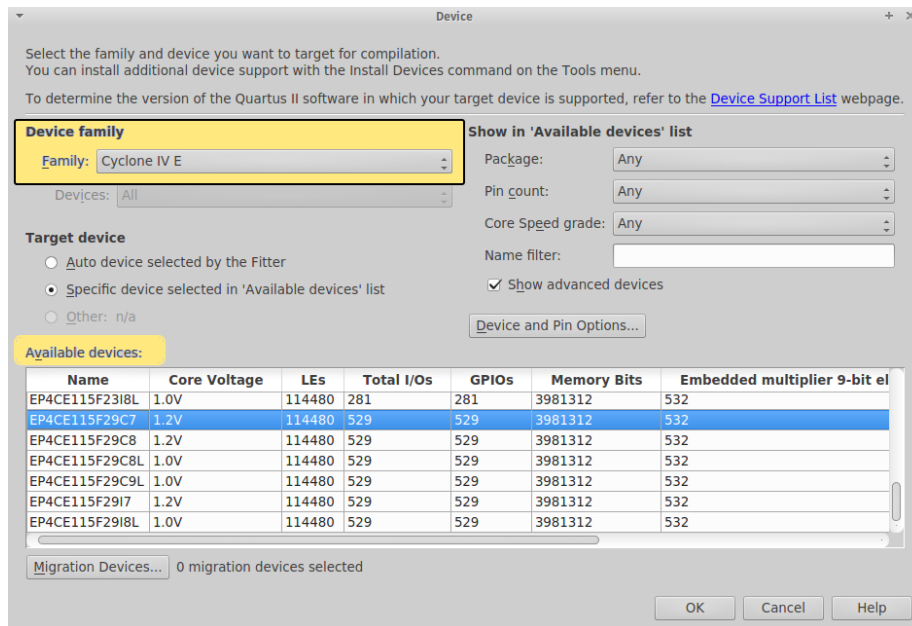 Device
Select the family and device you want to target for compilation.
You can install additional device support with the Install Devices command on the Tools menu.
To determine the version of the Quartus II software in which your target device is supported, refer to the Device Support List webpage.
Device family
Family: Cyclone IV E
Devices: All
Show in 'Available devices' list
Package: Any
Pin count: Any
Core Speed grade: Any
Name filter:
Show advanced devices
Device and Pin Options...
Target device
Auto device selected by the Fitter
Specific device selected in 'Available devices' list
Other: n/a
Available devices:
Name Core Voltage LEs Total I/Os GPIOs Memory Bits Embedded multiplier 9-bit el
EP4CE115F23I8L 1.0V 114480 281 281 3981312 532
EP4CE115F29C7 1.2V 114480 529 529 3981312 532
EP4CE115F29C8 1.2V 114480 529 529 3981312 532
EP4CE115F29C8L 1.0V 114480 529 529 3981312 532
EP4CE115F29C9L 1.0V 114480 529 529 3981312 532
EP4CE115F29I7 1.2V 114480 529 529 3981312 532
EP4CE115F29I8L 1.0V 114480 529 529 3981312 532
Migration Devices... 0 migration devices selected
OK Cancel Help